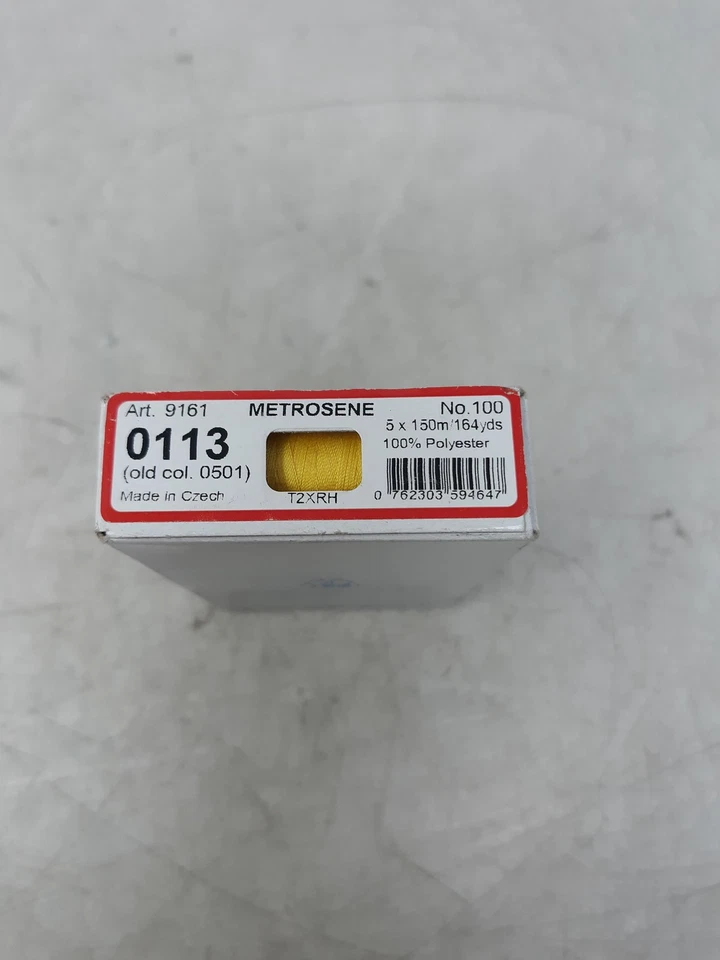 Art. 9161 METROSENE No.100
0113 5 x 150m/164yds
100% Polyester
(old col. 0501)
Made in Czech T2XRH 0 762303 594647